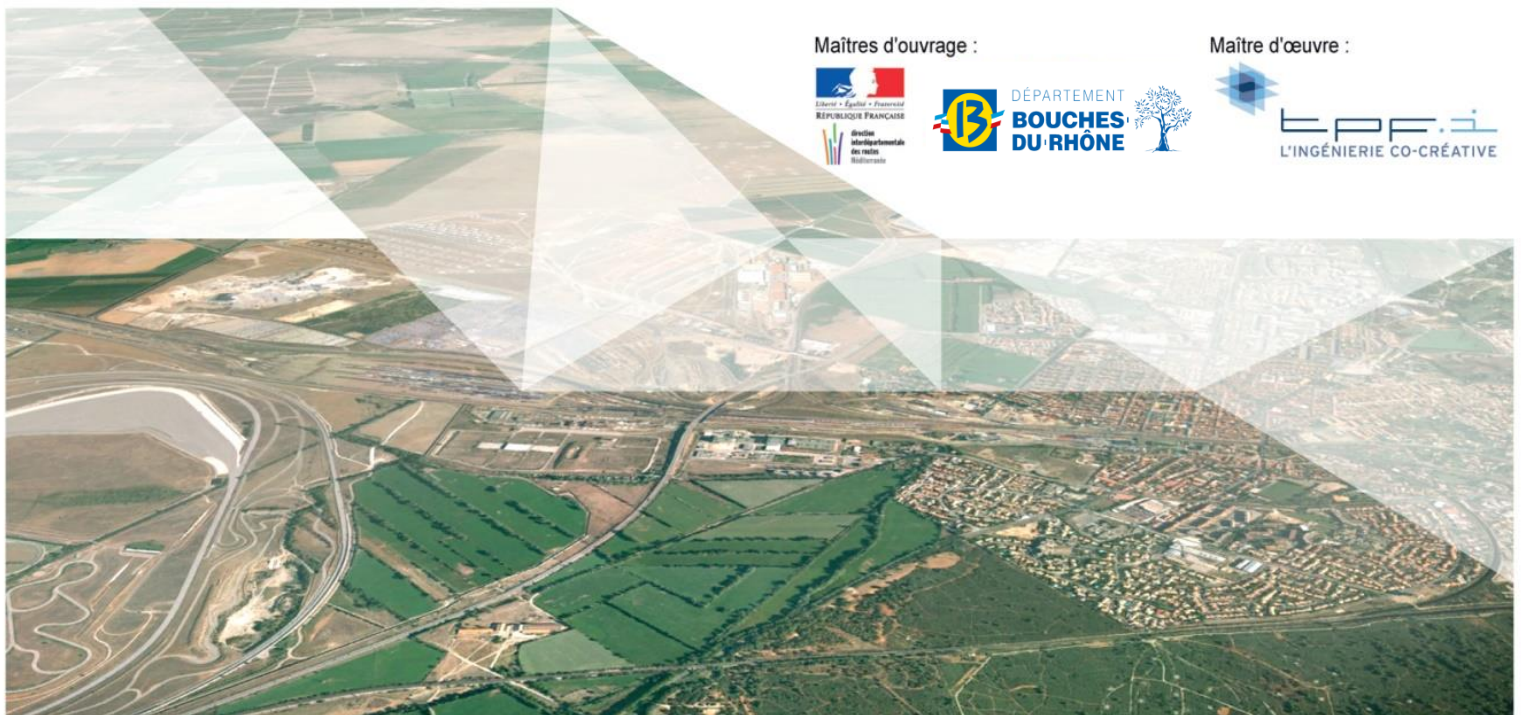 Maîtres d'ouvrage :
Maître d'œuvre :
Liberté • Égalité • Fraternité
RÉPUBLIQUE FRANÇAISE
direction
interdépartementale
des routes
Méditerranée
13
DÉPARTEMENT
BOUCHES
DU RHÔNE
tpf.i
L'INGÉNIERIE CO-CRÉATIVE